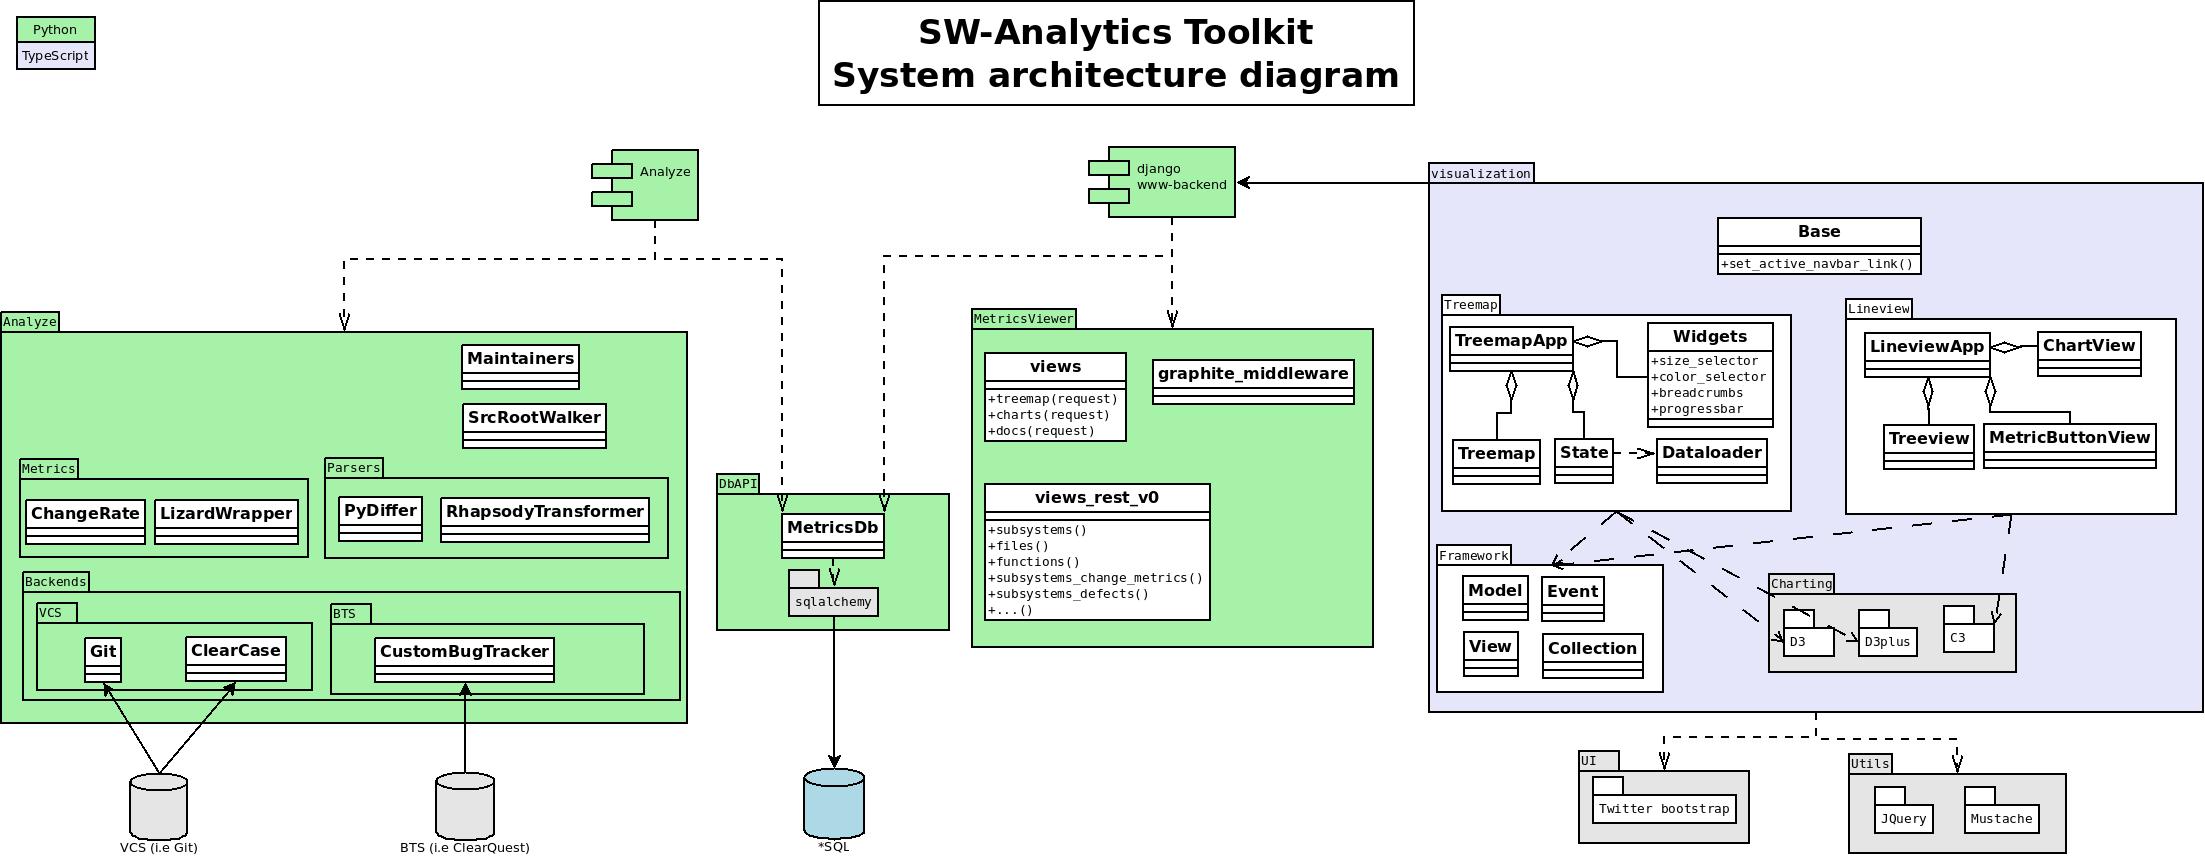 Python
TypeScript
SW-Analytics Toolkit
System architecture diagram
Analyze
django
www-backend
visualization
Base
+set_active_navbar_link()
Treemap
TreemapApp
Widgets
+size_selector
+color_selector
+breadcrumbs
+progressbar
Treemap
State
Dataloader
Lineview
LineviewApp
ChartView
Treeview
MetricButtonView
Framework
Model
Event
View
Collection
Charting
D3
D3plus
C3
Analyze
Maintainers
SrcRootWalker
Metrics
ChangeRate
LizardWrapper
Parsers
PyDiffer
RhapsodyTransformer
Backends
VCS
Git
ClearCase
BTS
CustomBugTracker
DbAPI
MetricsDb
sqlalchemy
MetricsViewer
views
+treemap(request)
+charts(request)
+docs(request)
graphite_middleware
views_rest_v0
+subsystems()
+files()
+functions()
+subsystems_change_metrics()
+subsystems_defects()
+...()
UI
Twitter bootstrap
Utils
JQuery
Mustache
VCS (i.e Git)
BTS (i.e ClearQuest)
*SQL